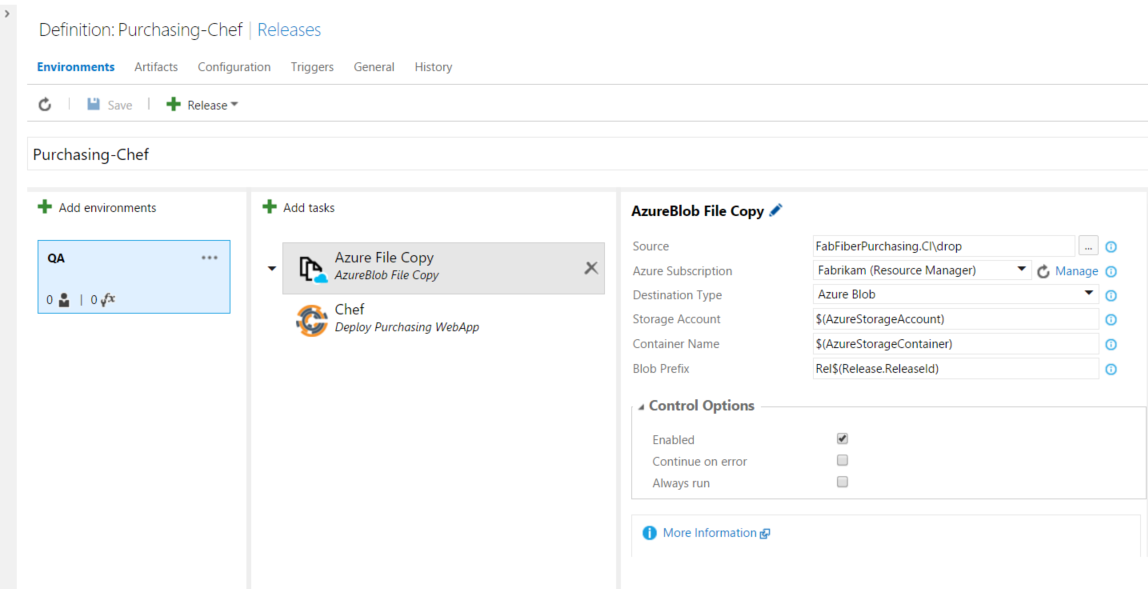 Definition: Purchasing-Chef | Releases
Environments Artifacts Configuration Triggers General History
Save Release
Purchasing-Chef
Add environments
QA
0 | 0 fx
Add tasks
Azure File Copy
AzureBlob File Copy
Chef
Deploy Purchasing WebApp
AzureBlob File Copy
Source FabFiberPurchasing.CI\drop ...
Azure Subscription Fabrikam (Resource Manager) Manage
Destination Type Azure Blob
Storage Account $(AzureStorageAccount)
Container Name $(AzureStorageContainer)
Blob Prefix Rel$(Release.ReleaseId)
Control Options
Enabled
Continue on error
Always run
More Information